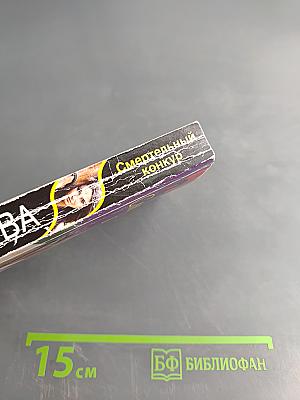 ВА
Смертельный
конкур
15 см
БФ БИБЛИОФАН